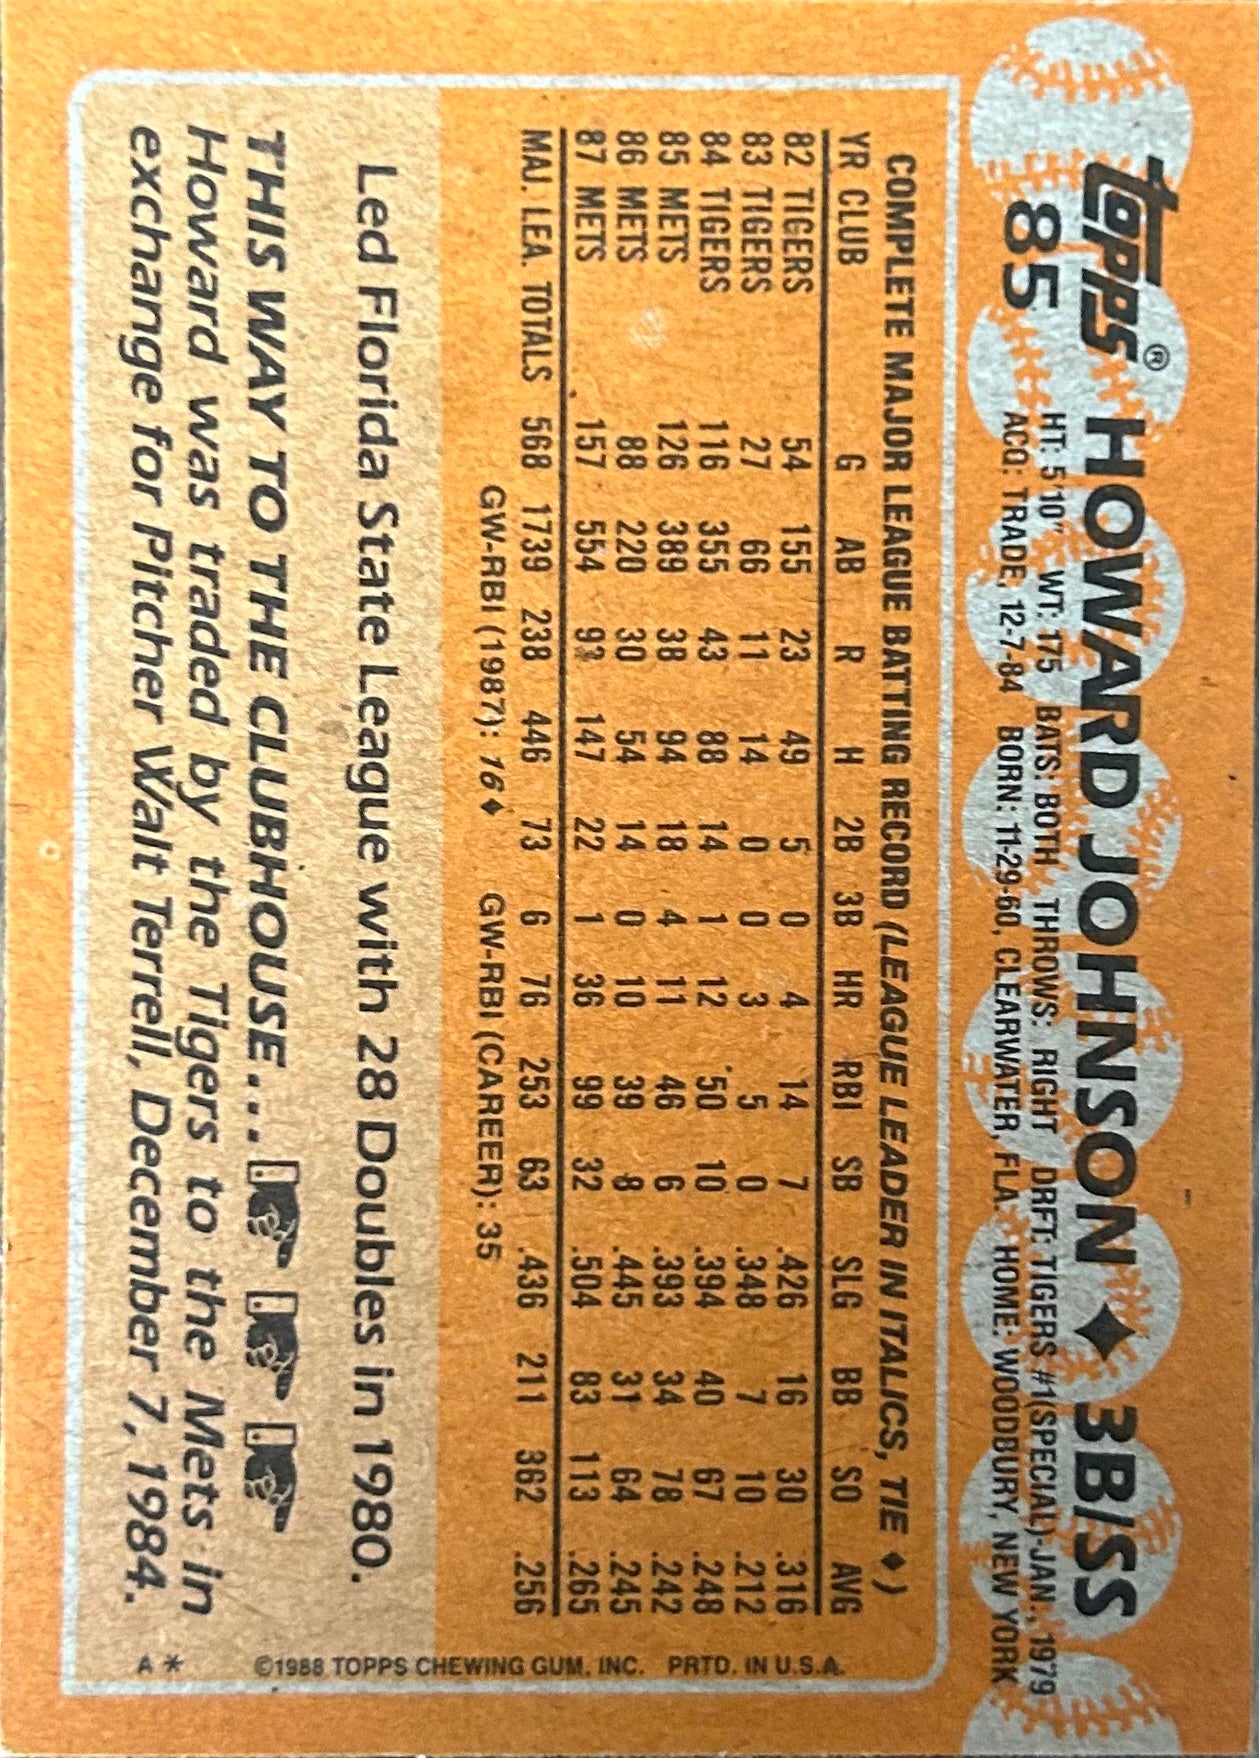 Topps® HOWARD JOHNSON ♦ 3B/SS
85 HT: 5'10" WT: 175 BATS: BOTH THROWS: RIGHT DRFT: TIGERS #1(SPECIAL)-JAN., 1979
ACQ: TRADE, 12-7-84 BORN: 11-29-60, CLEARWATER, FLA. HOME: WOODBURY, NEW YORK
COMPLETE MAJOR LEAGUE BATTING RECORD (LEAGUE LEADER IN ITALICS, TIE ♦)
YR CLUB G AB R H 2B 3B HR RBI SB SLG BB SO AVG
82 TIGERS 54 155 23 49 5 0 4 14 7 .426 16 30 .316
83 TIGERS 27 66 11 14 0 0 3 5 0 .348 7 10 .212
84 TIGERS 116 355 43 88 14 1 12 50 10 .394 40 67 .248
85 METS 126 389 38 94 18 4 11 46 6 .393 34 78 .242
86 METS 88 220 30 54 14 0 10 39 8 .445 31 64 .245
87 METS 157 554 93 147 22 1 36 99 32 .504 83 113 .265
MAJ. LEA. TOTALS 568 1739 238 446 73 6 76 253 63 .436 211 362 .256
GW-RBI (1987): 16♦ GW-RBI (CAREER): 35
Led Florida State League with 28 Doubles in 1980.
THIS WAY TO THE CLUBHOUSE...
Howard was traded by the Tigers to the Mets in
exchange for Pitcher Walt Terrell, December 7, 1984.
©1988 TOPPS CHEWING GUM, INC. PRTD. IN U.S.A.
A*